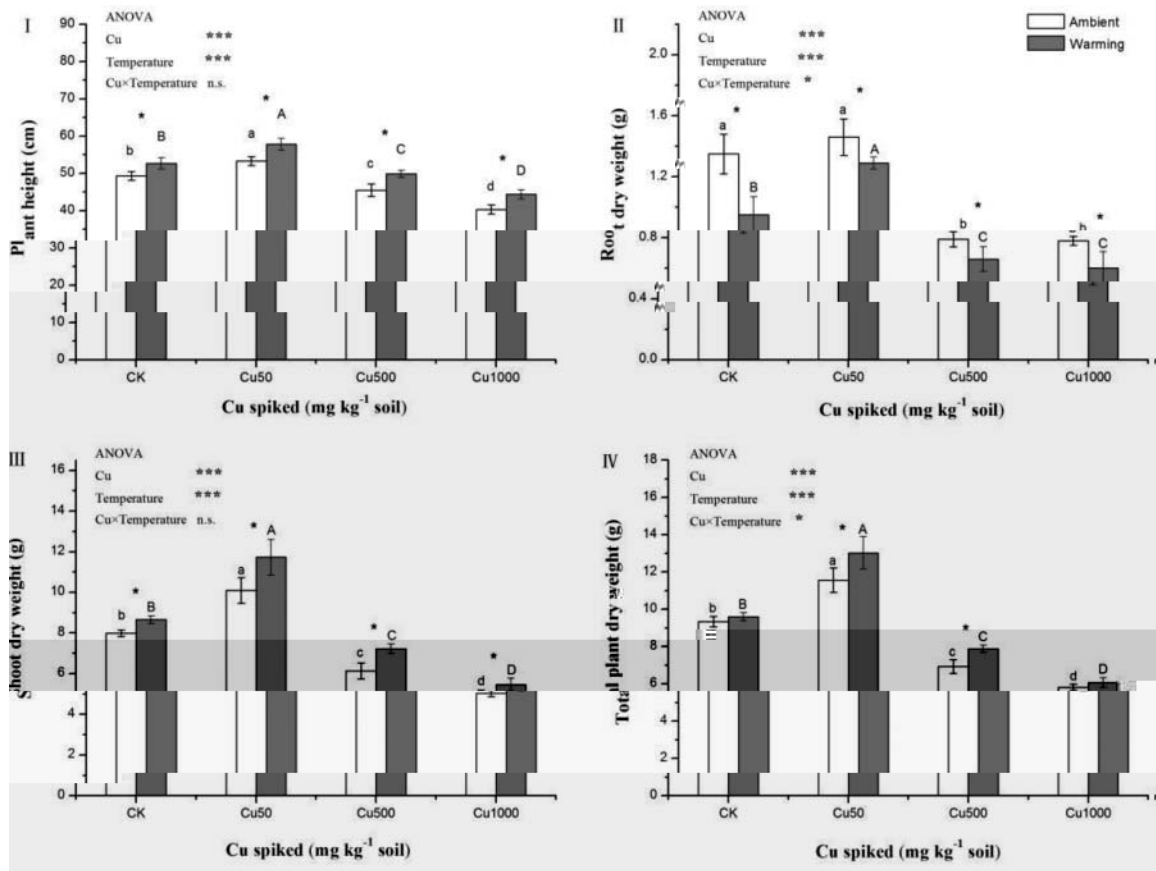 I
ANOVA
Cu ***
Temperature ***
Cu×Temperature n.s.
90
80
70
60
50
40
30
20
10
0
Plant height (cm)
* * * *
b B a A c C d D
CK Cu50 Cu500 Cu1000
Cu spiked (mg kg⁻¹ soil)
II
ANOVA
Cu ***
Temperature ***
Cu×Temperature *
Ambient
Warming
2.0
1.6
1.2
0.8
0.4
0.0
Root dry weight (g)
* * * *
a B a A b C b C
CK Cu50 Cu500 Cu1000
Cu spiked (mg kg⁻¹ soil)
III
ANOVA
Cu ***
Temperature ***
Cu×Temperature n.s.
16
14
12
10
8
6
4
2
0
Shoot dry weight (g)
* * * *
b B a A c C d D
CK Cu50 Cu500 Cu1000
Cu spiked (mg kg⁻¹ soil)
IV
ANOVA
Cu ***
Temperature ***
Cu×Temperature *
18
16
14
12
10
8
6
4
2
0
Total plant dry weight (g)
* *
b B a A c C d D
CK Cu50 Cu500 Cu1000
Cu spiked (mg kg⁻¹ soil)